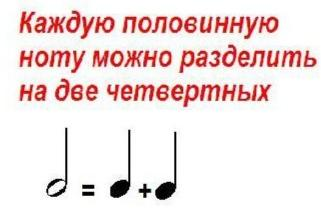 Каждую половинную
ноту можно разделить
на две четвертных
= +